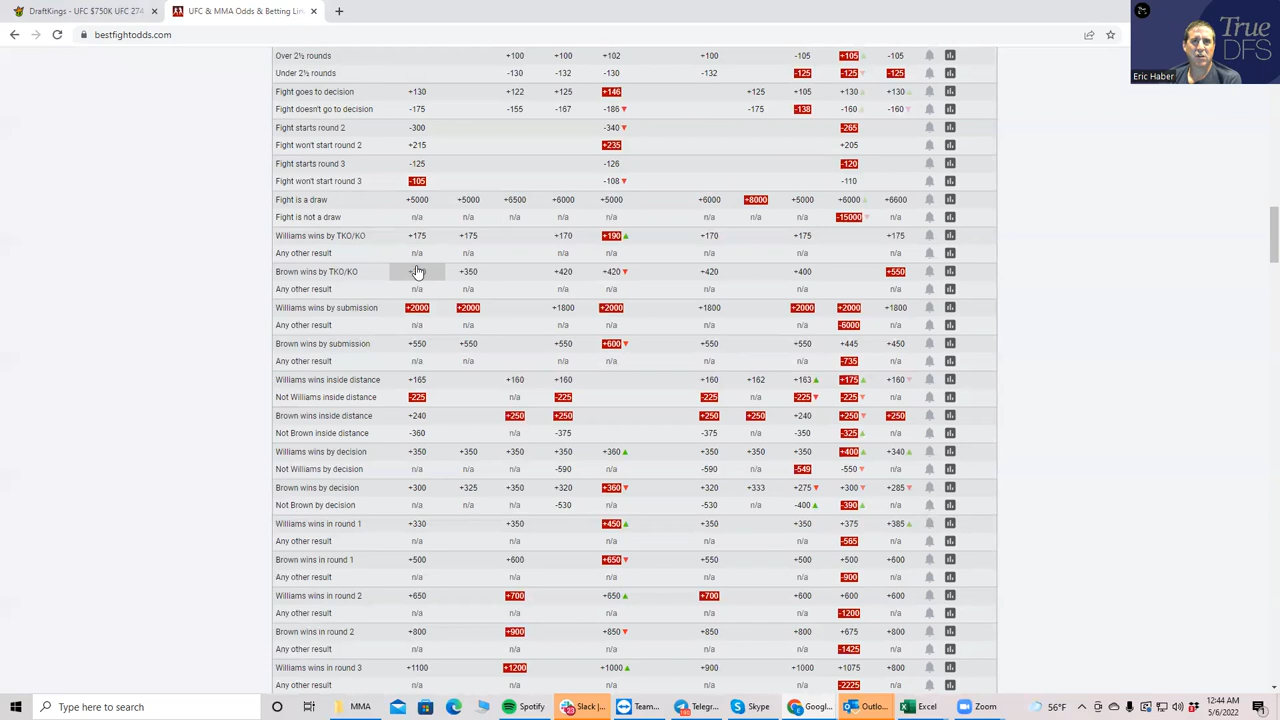 DraftKings - UFC $750K UFC 274
UFC & MMA Odds & Betting Lin
bestfightodds.com
True
DFS
Eric Haber
Over 2½ rounds +100 -100 +102 +100 -105 +105 -105
Under 2½ rounds -130 -132 -130 -132 -125 -125 -125
Fight goes to decision +130 +122 +125 +146 +125 +105 +130 +130
Fight doesn't go to decision -175 -155 -167 -186 -175 -138 -160 -160
Fight starts round 2 -300 -340 -265
Fight won't start round 2 +215 +235 +205
Fight starts round 3 -125 -126 -120
Fight won't start round 3 -105 -108 -110
Fight is a draw +5000 +5000 +6500 +6000 +5000 +6000 +8000 +5000 +6000 +6600
Fight is not a draw n/a n/a n/a n/a n/a n/a n/a n/a -15000 n/a
Williams wins by TKO/KO +175 +175 +170 +190 +170 +175 +175
Any other result n/a n/a n/a n/a n/a n/a n/a
Brown wins by TKO/KO +350 +420 +420 +420 +400 +550
Any other result n/a n/a n/a n/a n/a n/a n/a
Williams wins by submission +2000 +2000 +1800 +2000 +1800 +2000 +2000 +1800
Any other result n/a n/a n/a n/a n/a n/a -6000 n/a
Brown wins by submission +550 +550 +550 +600 +550 +550 +445 +450
Any other result n/a n/a n/a n/a n/a n/a -735 n/a
Williams wins inside distance +165 +160 +160 +160 +162 +163 +175 +160
Not Williams inside distance -225 n/a -225 -225 n/a -225 -225 n/a
Brown wins inside distance +240 +250 +250 +250 +250 +240 +250 +250
Not Brown inside distance -360 n/a -375 -375 n/a -350 -325 n/a
Williams wins by decision +350 +350 +350 +350 +360 +350 +350 +350 +400 +340
Not Williams by decision n/a n/a n/a -590 n/a -590 n/a -549 -550 n/a
Brown wins by decision +300 +325 +350 +320 +360 +320 +333 +275 +300 +285
Not Brown by decision n/a n/a n/a -530 n/a -530 n/a -400 -390 n/a
Williams wins in round 1 +330 +350 +450 +350 +350 +375 +385
Any other result n/a n/a n/a n/a n/a -565 n/a
Brown wins in round 1 +500 +600 +650 +550 +500 +500 +600
Any other result n/a n/a n/a n/a n/a -900 n/a
Williams wins in round 2 +650 +700 +650 +700 +600 +600 +600
Any other result n/a n/a n/a n/a n/a -1200 n/a
Brown wins in round 2 +800 +900 +850 +850 +800 +675 +800
Any other result n/a n/a n/a n/a n/a -1425 n/a
Williams wins in round 3 +1100 +1200 +1000 +900 +1000 +1075 +800
Any other result n/a n/a n/a n/a n/a -2225 n/a
Type here to search
MMA
Spotify
Slack |
Team...
Telegr...
Skype
Googl...
Outlo...
Excel
Zoom
56°F
12:44 AM
5/6/2022